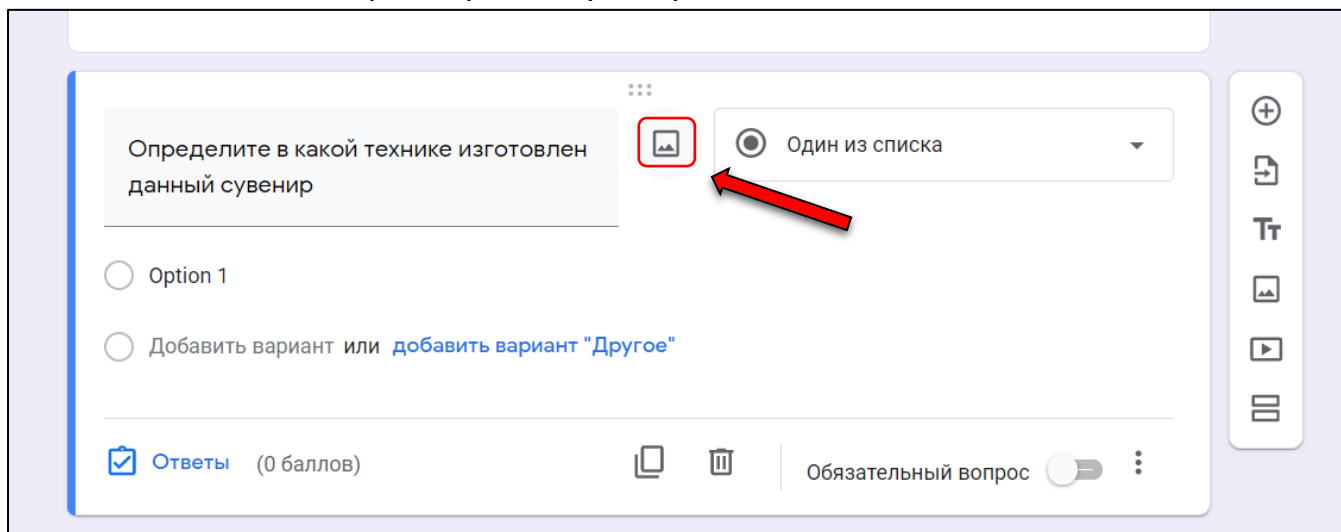 Определите в какой технике изготовлен
данный сувенир
Один из списка
Option 1
Добавить вариант или добавить вариант "Другое"
Ответы (0 баллов)
Обязательный вопрос
Тт